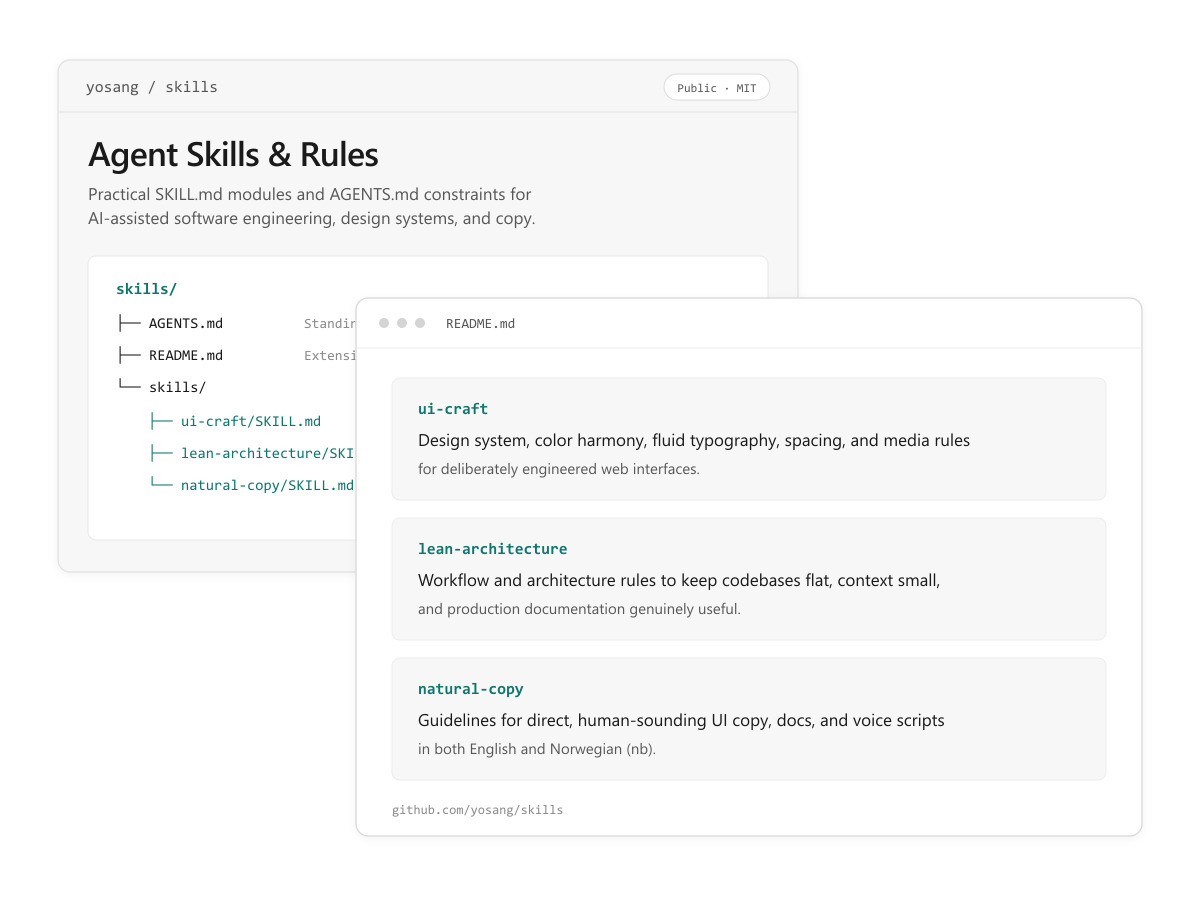 yosang / skills
Public · MIT
Agent Skills & Rules
Practical SKILL.md modules and AGENTS.md constraints for
AI-assisted software engineering, design systems, and copy.
skills/
├── AGENTS.md
├── README.md
└── skills/
├── ui-craft/SKILL.md
├── lean-architecture/SKI
└── natural-copy/SKILL.md
README.md
ui-craft
Design system, color harmony, fluid typography, spacing, and media rules
for deliberately engineered web interfaces.
lean-architecture
Workflow and architecture rules to keep codebases flat, context small,
and production documentation genuinely useful.
natural-copy
Guidelines for direct, human-sounding UI copy, docs, and voice scripts
in both English and Norwegian (nb).
github.com/yosang/skills